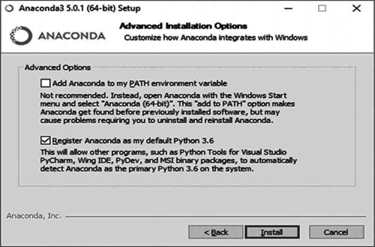 Anaconda3 5.0.1 (64-bit) Setup
Advanced Installation Options
ANACONDA
Customize how Anaconda integrates with Windows
Advanced Options
Add Anaconda to my PATH environment variable
Not recommended. Instead, open Anaconda with the Windows Start
menu and select "Anaconda (64-bit)". This "add to PATH" option makes
Anaconda get found before previously installed software, but may
cause problems requiring you to uninstall and reinstall Anaconda.
Register Anaconda as my default Python 3.6
This will allow other programs, such as Python Tools for Visual Studio
PyCharm, Wing IDE, PyDev, and MSI binary packages, to automatically
detect Anaconda as the primary Python 3.6 on the system.
Anaconda, Inc.
< Back
Install
Cancel